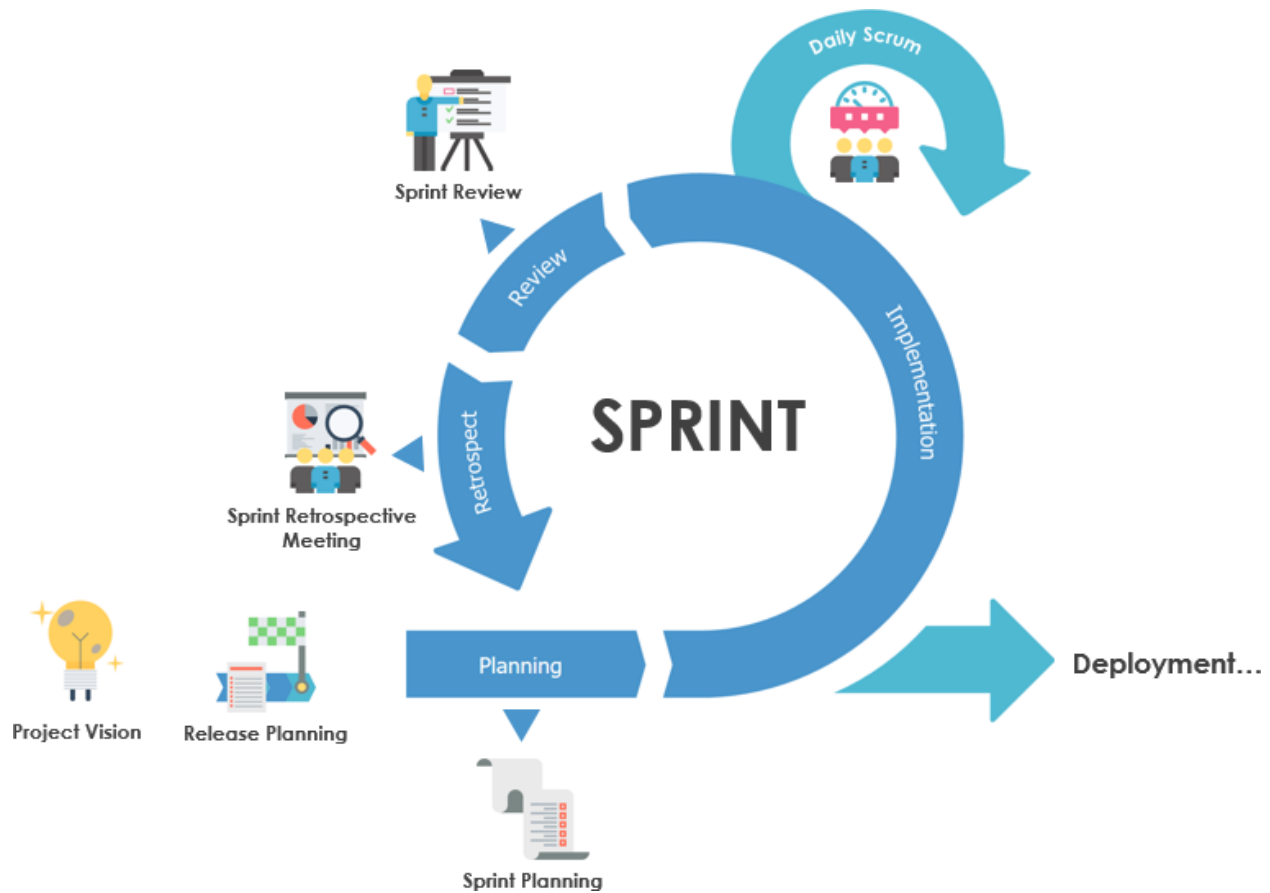 Daily Scrum
Sprint Review
Review
Implementation
SPRINT
Retrospect
Sprint Retrospective
Meeting
Planning
Deployment...
Project Vision
Release Planning
Sprint Planning